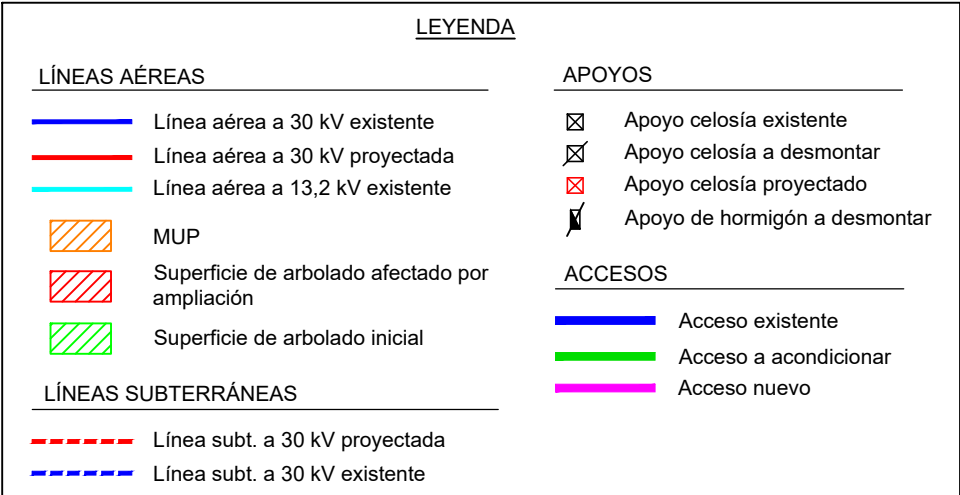 LEYENDA
LÍNEAS AÉREAS
Línea aérea a 30 kV existente
Línea aérea a 30 kV proyectada
Línea aérea a 13,2 kV existente
MUP
Superficie de arbolado afectado por
ampliación
Superficie de arbolado inicial
LÍNEAS SUBTERRÁNEAS
Línea subt. a 30 kV proyectada
Línea subt. a 30 kV existente
APOYOS
Apoyo celosía existente
Apoyo celosía a desmontar
Apoyo celosía proyectado
Apoyo de hormigón a desmontar
ACCESOS
Acceso existente
Acceso a acondicionar
Acceso nuevo